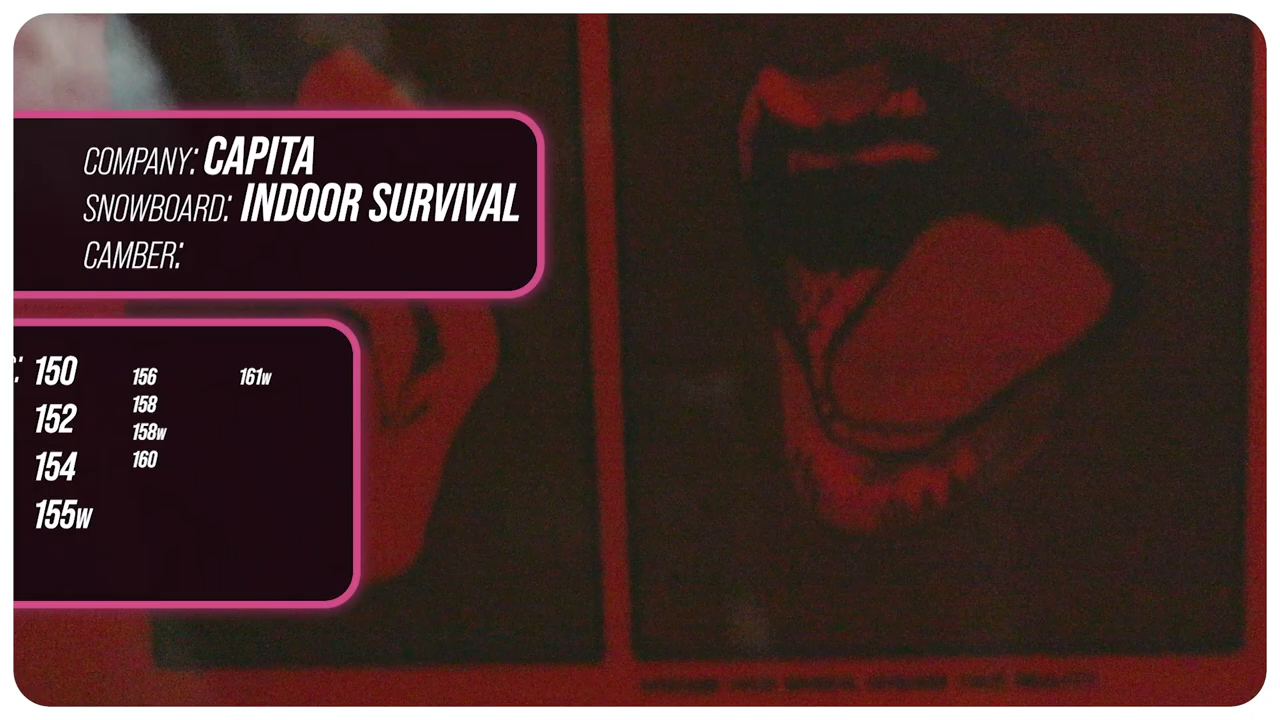 COMPANY: CAPITA
SNOWBOARD: INDOOR SURVIVAL
CAMBER:
: 150 156 161W
152 158
158W
154 160
155W